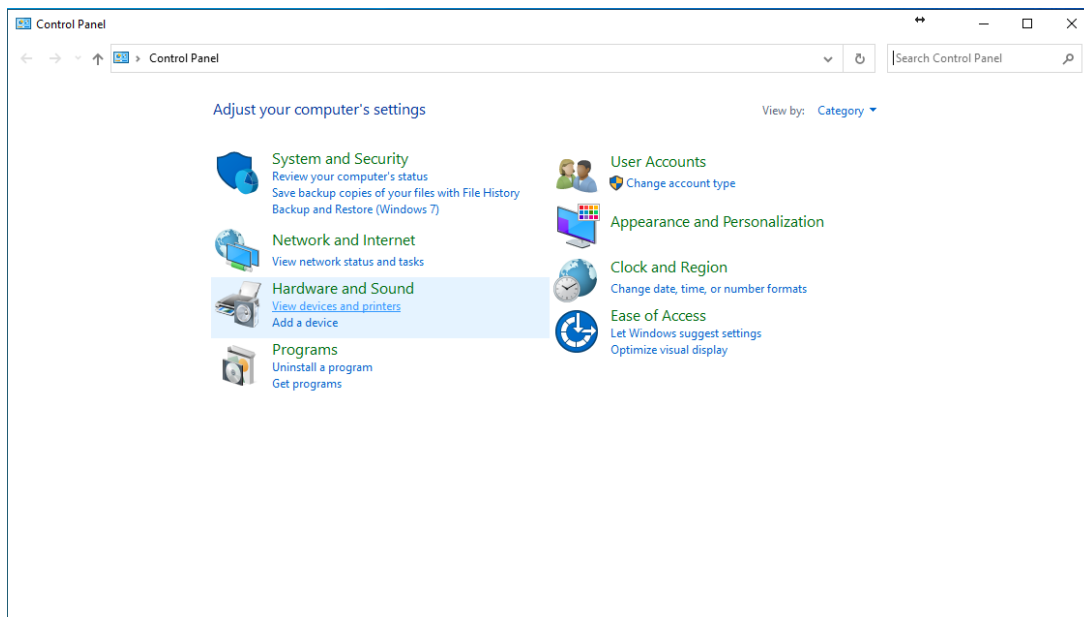 Control Panel
Control Panel
Search Control Panel
Adjust your computer's settings
View by: Category
System and Security
Review your computer's status
Save backup copies of your files with File History
Backup and Restore (Windows 7)
Network and Internet
View network status and tasks
Hardware and Sound
View devices and printers
Add a device
Programs
Uninstall a program
Get programs
User Accounts
Change account type
Appearance and Personalization
Clock and Region
Change date, time, or number formats
Ease of Access
Let Windows suggest settings
Optimize visual display